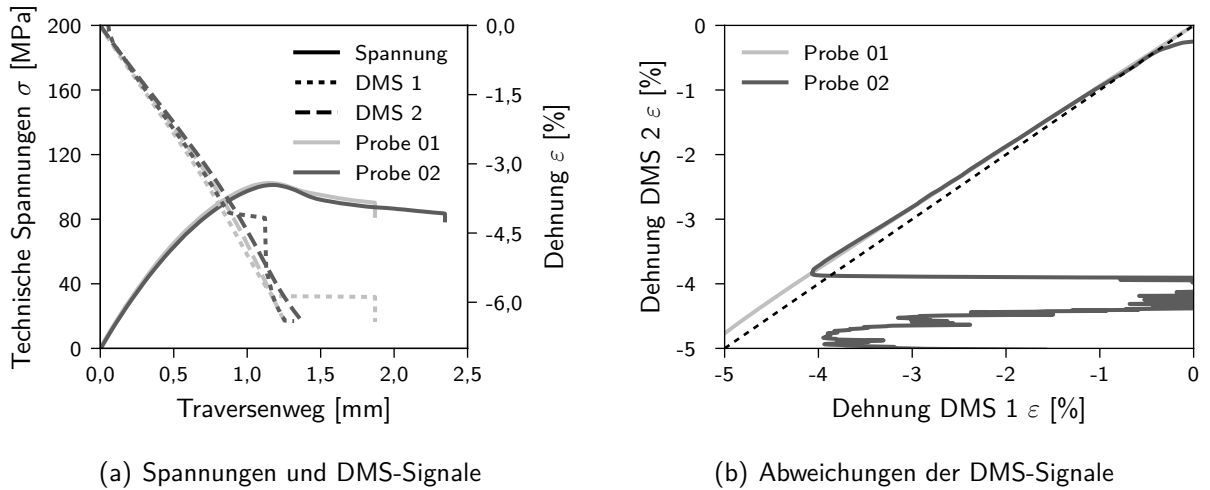 Technische Spannungen σ [MPa]
200
160
120
80
40
0
0,0
0,5
1,0
1,5
2,0
2,5
Traversenweg [mm]
0,0
-1,5
-3,0
-4,5
-6,0
Dehnung ε [%]
Spannung
DMS 1
DMS 2
Probe 01
Probe 02
(a) Spannungen und DMS-Signale
Dehnung DMS 2 ε [%]
0
-1
-2
-3
-4
-5
-5
-4
-3
-2
-1
0
Dehnung DMS 1 ε [%]
Probe 01
Probe 02
(b) Abweichungen der DMS-Signale